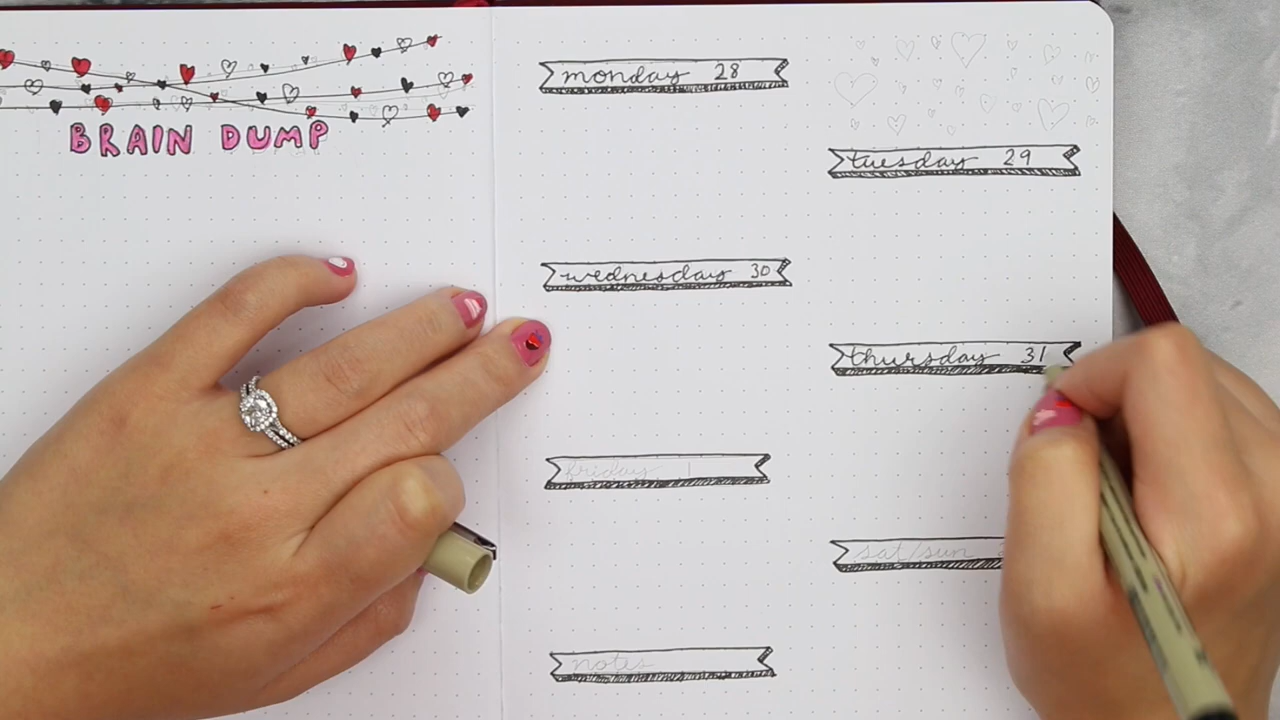 BRAIN DUMP
monday 28
tuesday 29
wednesday 30
thursday 31
friday 1
sat/sun
notes